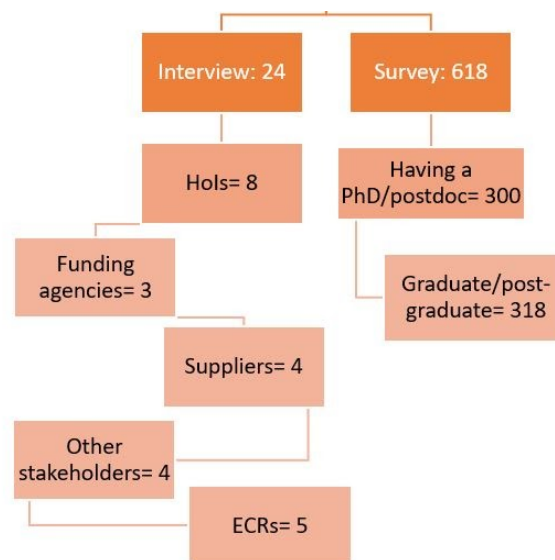 Interview: 24
Survey: 618
HoIs= 8
Having a
PhD/postdoc= 300
Funding
agencies= 3
Graduate/post-
graduate= 318
Suppliers= 4
Other
stakeholders= 4
ECRs= 5